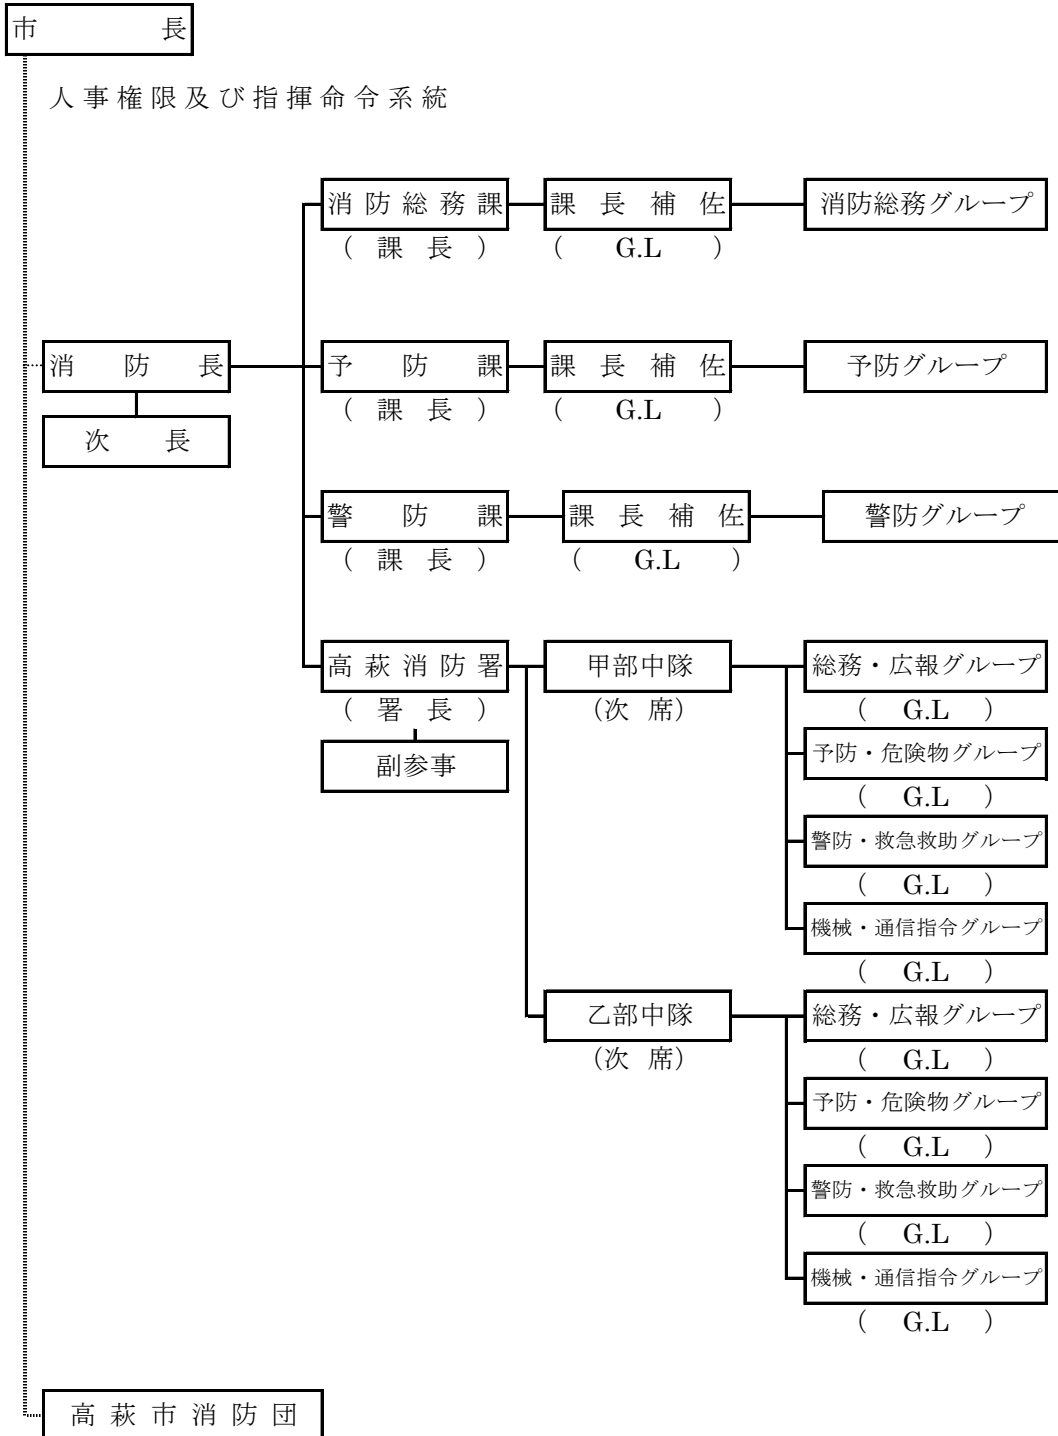 市長
人事権限及び指揮命令系統
消防総務課 課長補佐 消防総務グループ
(課長) (G.L)
消防長 予防課 課長補佐 予防グループ
(課長) (G.L)
次長
警防課 課長補佐 警防グループ
(課長) (G.L)
高萩消防署 甲部中隊 総務・広報グループ
(署長) (次席) (G.L)
副参事 予防・危険物グループ
(G.L)
警防・救急救助グループ
(G.L)
機械・通信指令グループ
(G.L)
乙部中隊 総務・広報グループ
(次席) (G.L)
予防・危険物グループ
(G.L)
警防・救急救助グループ
(G.L)
機械・通信指令グループ
(G.L)
高萩市消防団